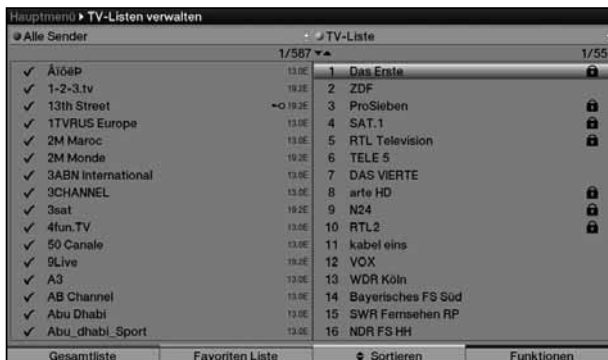 Hauptmenü ▸ TV-Listen verwalten
Alle Sender
1/587
✓ ÂïöëÞ 13.0E
✓ 1-2-3.tv 19.2E
✓ 13th Street 19.2E
✓ 1TVRUS Europe 13.0E
✓ 2M Maroc 13.0E
✓ 2M Monde 19.2E
✓ 3ABN International 13.0E
✓ 3CHANNEL 13.0E
✓ 3sat 19.2E
✓ 4fun.TV 13.0E
✓ 50 Canale 13.0E
✓ 9Live 19.2E
✓ A3 13.0E
✓ AB Channel 13.0E
✓ Abu Dhabi 13.0E
✓ Abu_dhabi_Sport 13.0E
TV-Liste
1/55
1 Das Erste
2 ZDF
3 ProSieben
4 SAT.1
5 RTL Television
6 TELE 5
7 DAS VIERTE
8 arte HD
9 N24
10 RTL2
11 kabel eins
12 VOX
13 WDR Köln
14 Bayerisches FS Süd
15 SWR Fernsehen RP
16 NDR FS HH
Gesamtliste
Favoriten Liste
Sortieren
Funktionen